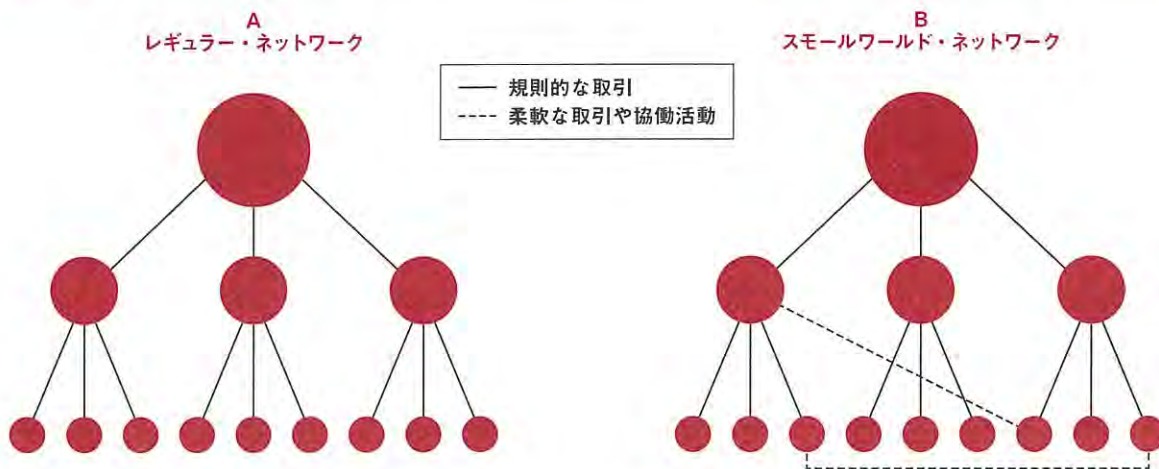 A
レギュラー・ネットワーク
規則的な取引
柔軟な取引や協働活動
B
スモールワールド・ネットワーク